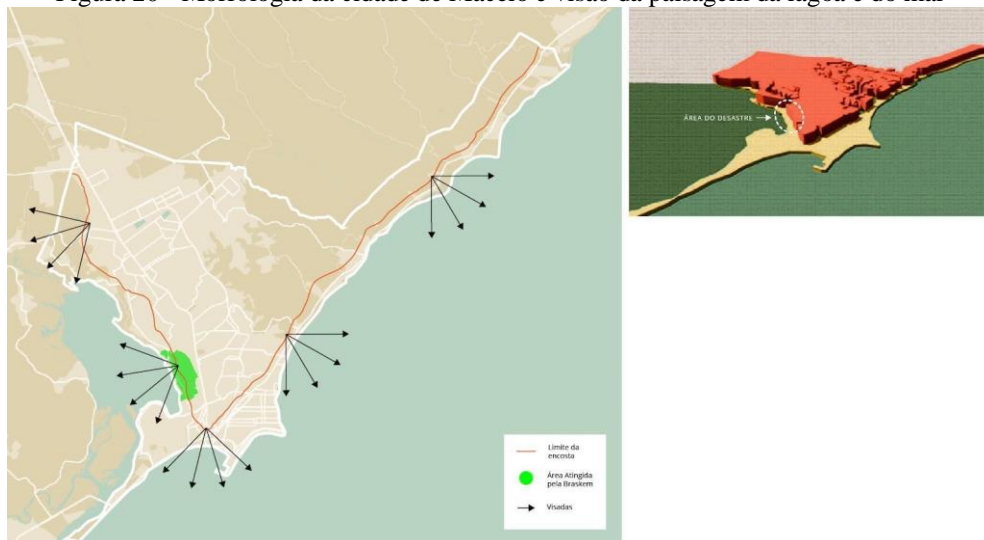 Figura 20 - Morfologia da cidade de Maceió e visão da paisagem da lagoa e do mar
ÁREA DO DESASTRE
Limite da
encosta
Área Atingida
pela Braskem
Visadas